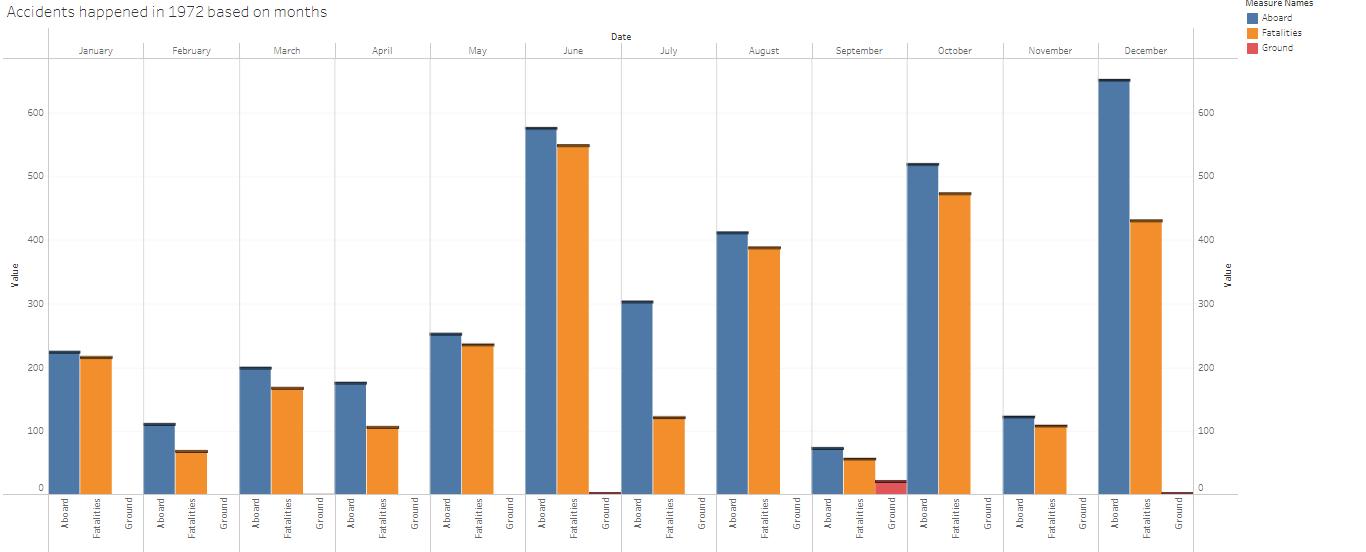 Accidents happened in 1972 based on months
Measure Names
Aboard
Fatalities
Ground
Date
January February March April May June July August September October November December
600 600
500 500
400 400
Value Value
300 300
200 200
100 100
0 0
Aboard Fatalities Ground Aboard Fatalities Ground Aboard Fatalities Ground Aboard Fatalities Ground Aboard Fatalities Ground Aboard Fatalities Ground Aboard Fatalities Ground Aboard Fatalities Ground Aboard Fatalities Ground Aboard Fatalities Ground Aboard Fatalities Ground Aboard Fatalities Ground